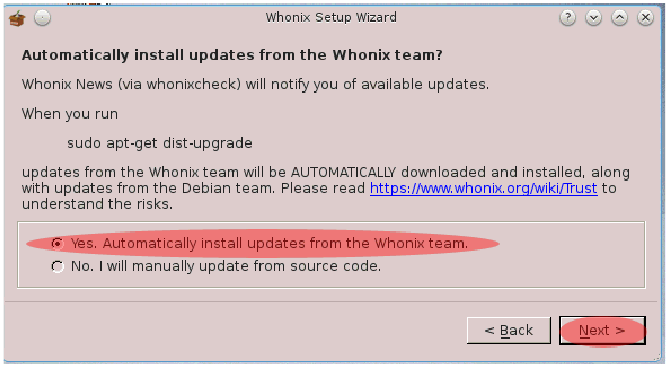 Whonix Setup Wizard
Automatically install updates from the Whonix team?
Whonix News (via whonixcheck) will notify you of available updates.
When you run
sudo apt-get dist-upgrade
updates from the Whonix team will be AUTOMATICALLY downloaded and installed, along
with updates from the Debian team. Please read https://www.whonix.org/wiki/Trust to
understand the risks.
Yes. Automatically install updates from the Whonix team.
No. I will manually update from source code.
< Back
Next >